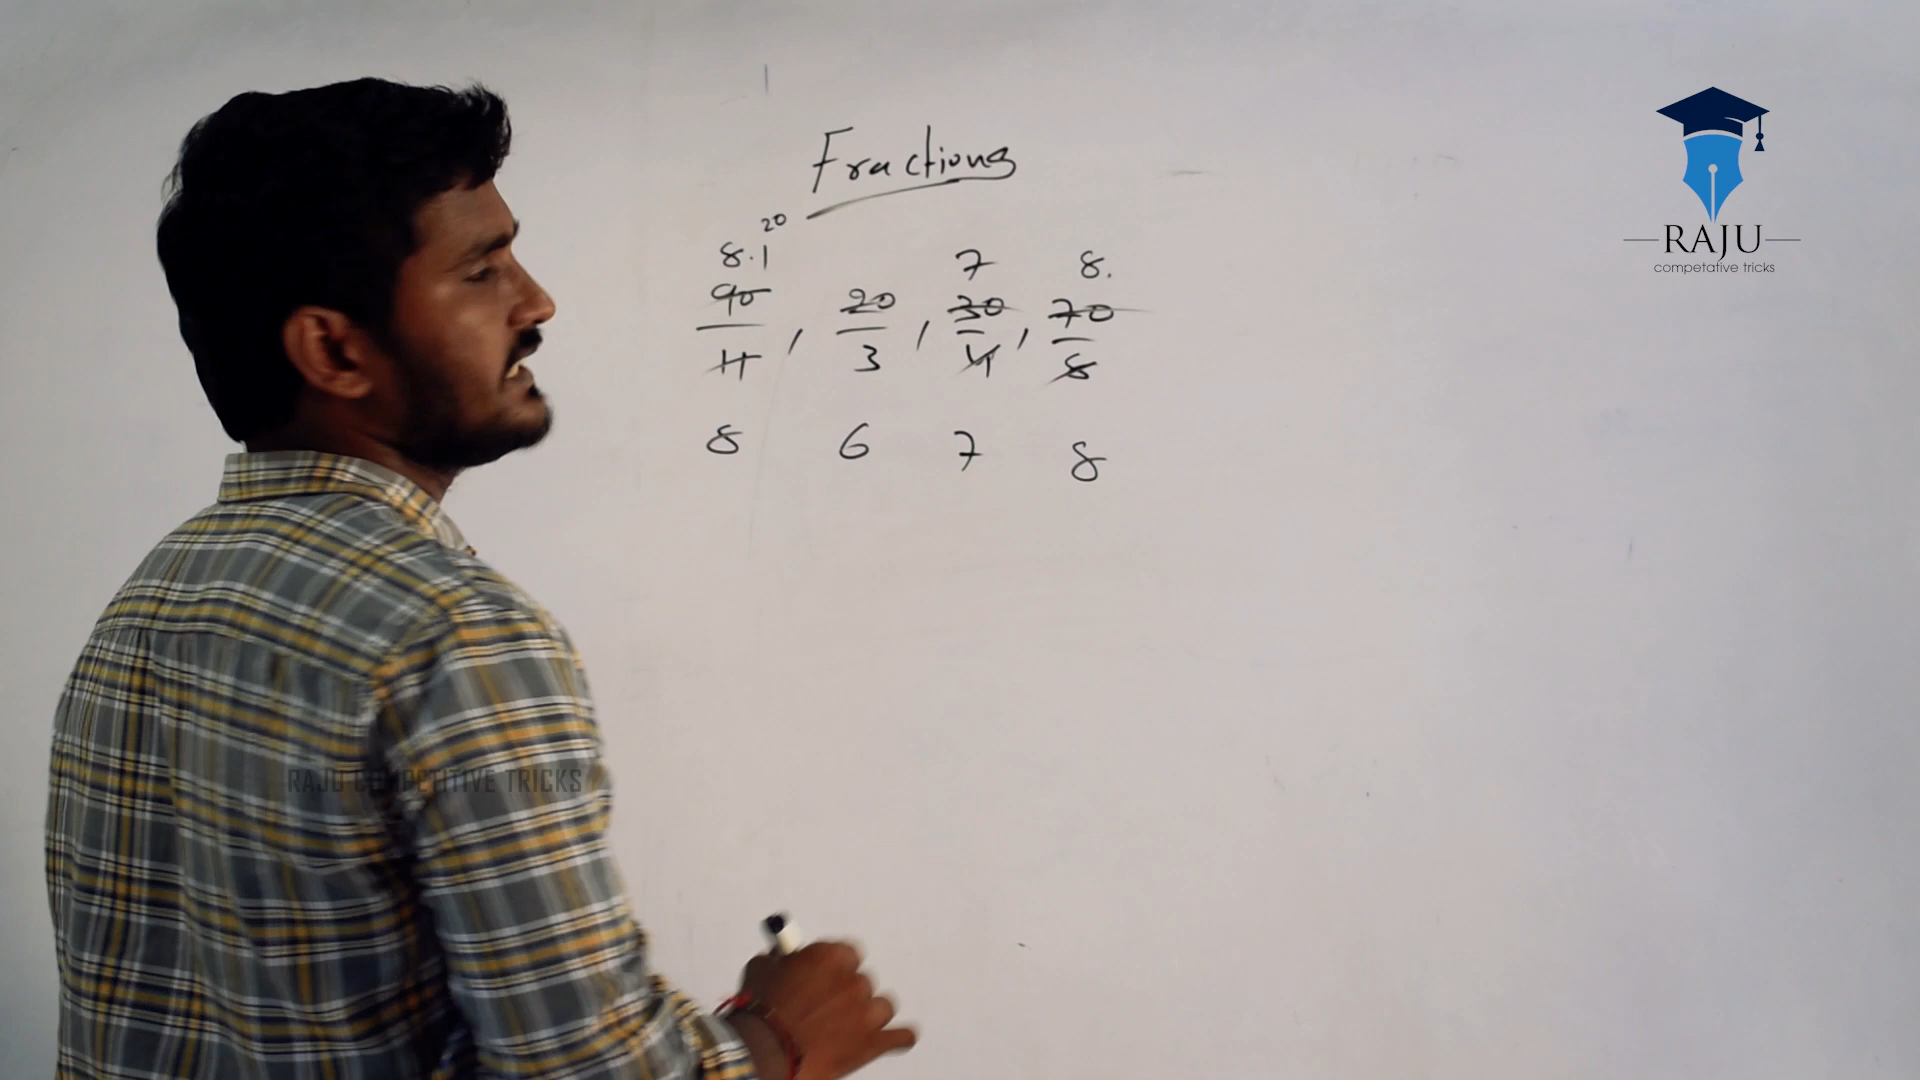 Fractions
20
8.1 7 8.
90/11 , 20/3 , 30/4 , 70/8
8 6 7 8
RAJU
competative tricks
RAJU COMPETITIVE TRICKS